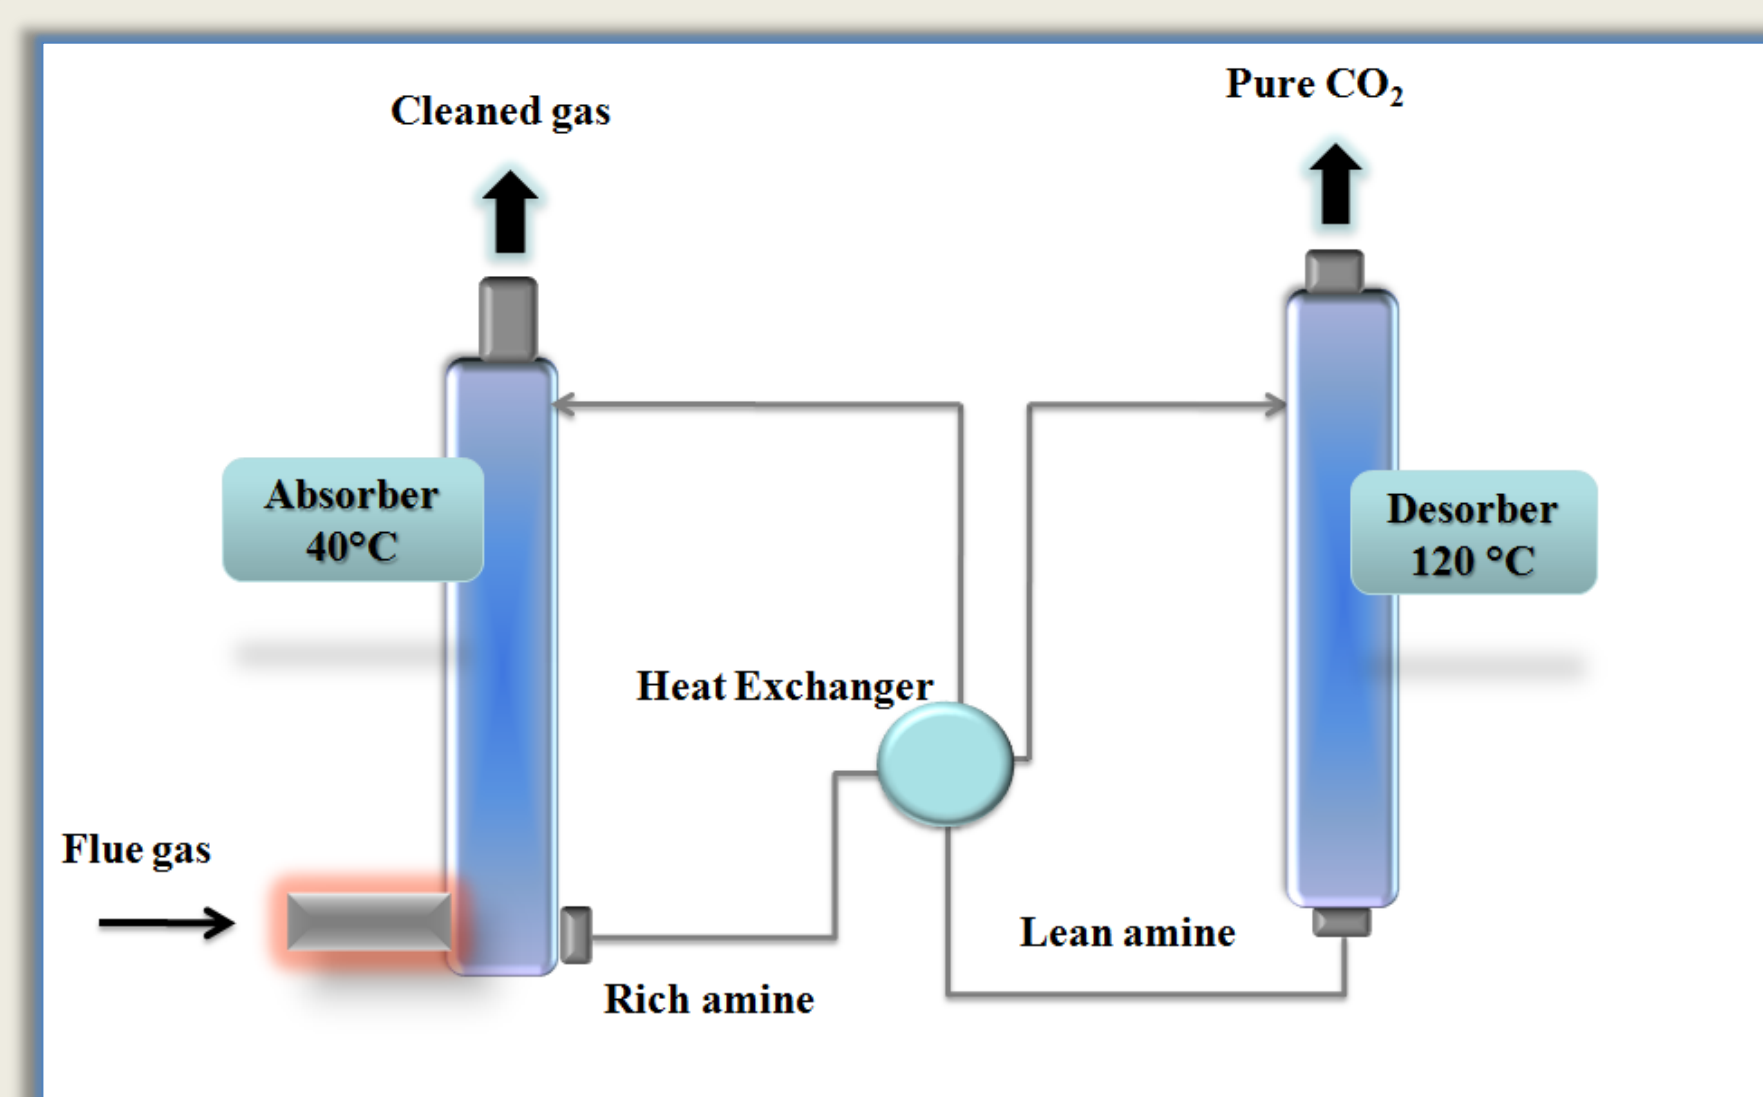 Pure CO₂
Cleaned gas
Absorber
40°C
Desorber
120 °C
Heat Exchanger
Flue gas
Lean amine
Rich amine